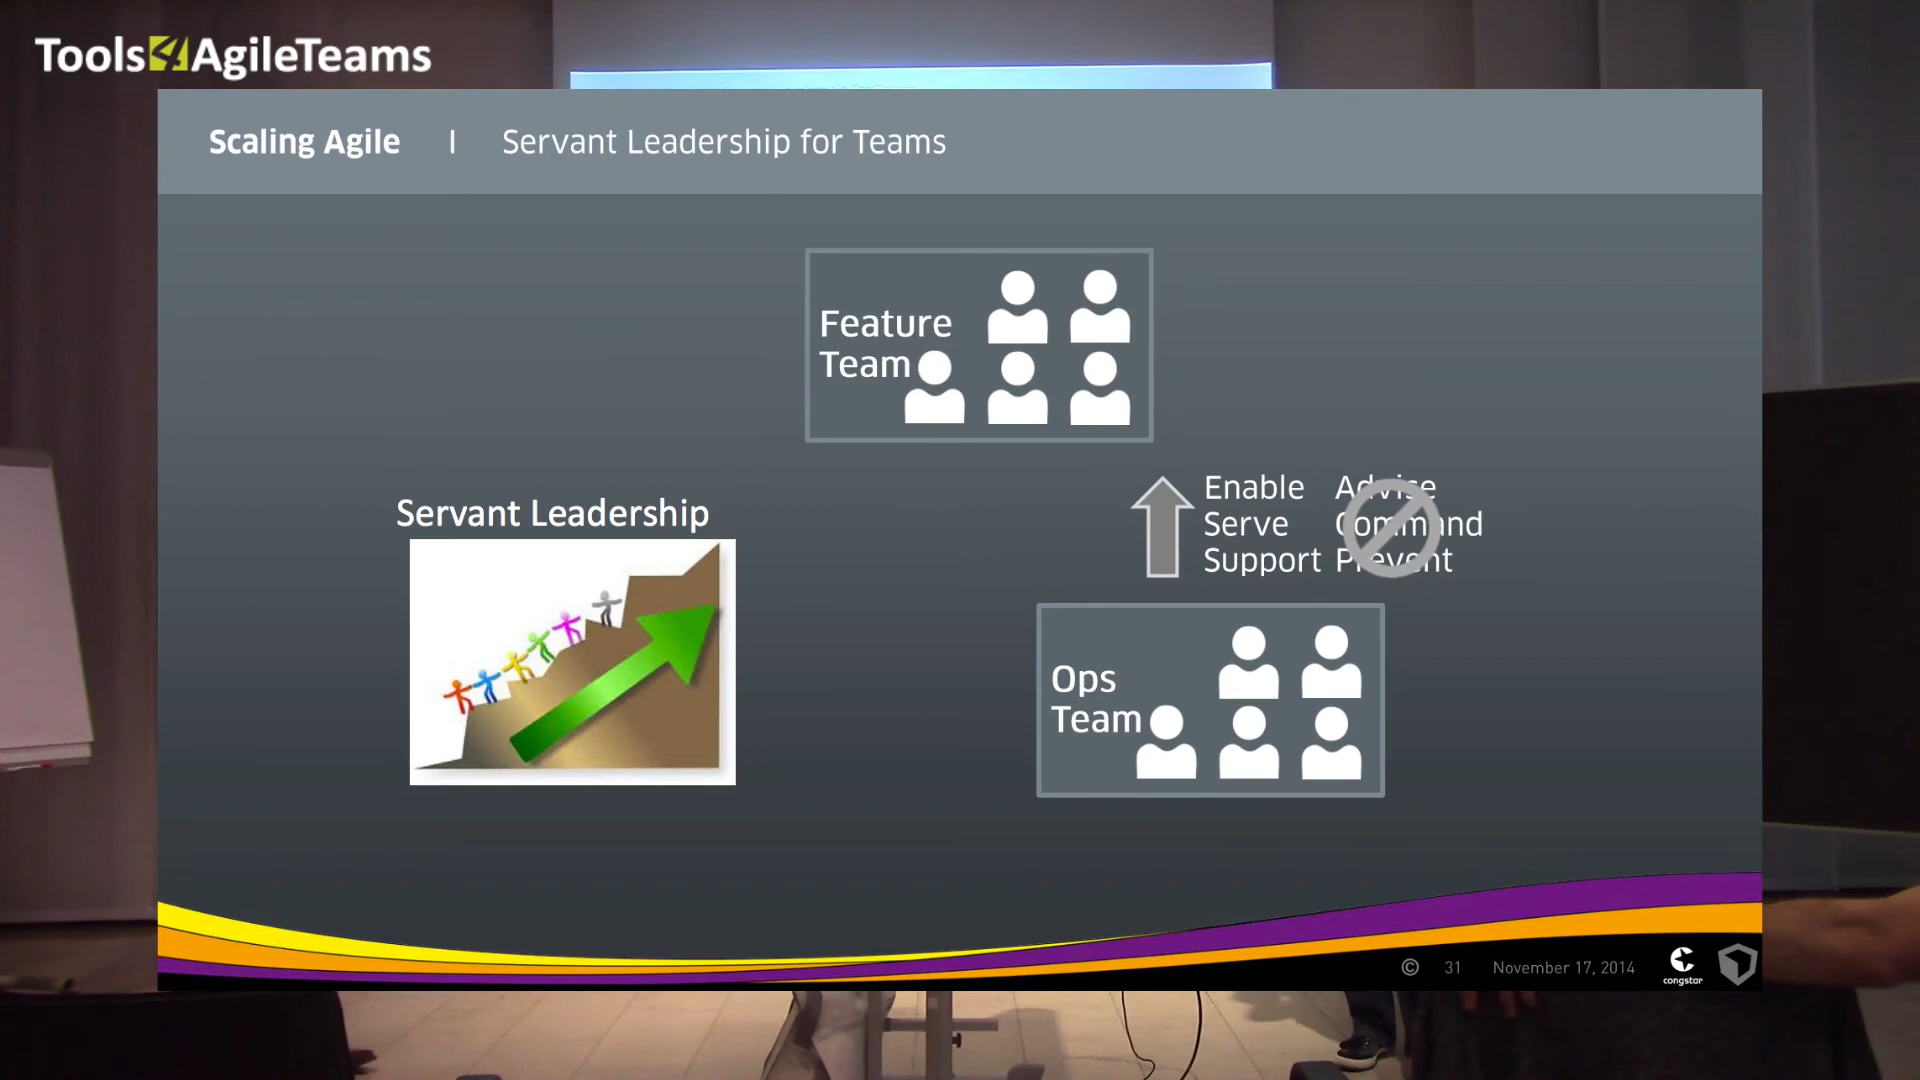 Tools4AgileTeams
Scaling Agile | Servant Leadership for Teams
Feature
Team
Servant Leadership
Enable Advise
Serve Command
Support Prevent
Ops
Team
© 31 November 17, 2014
congstar